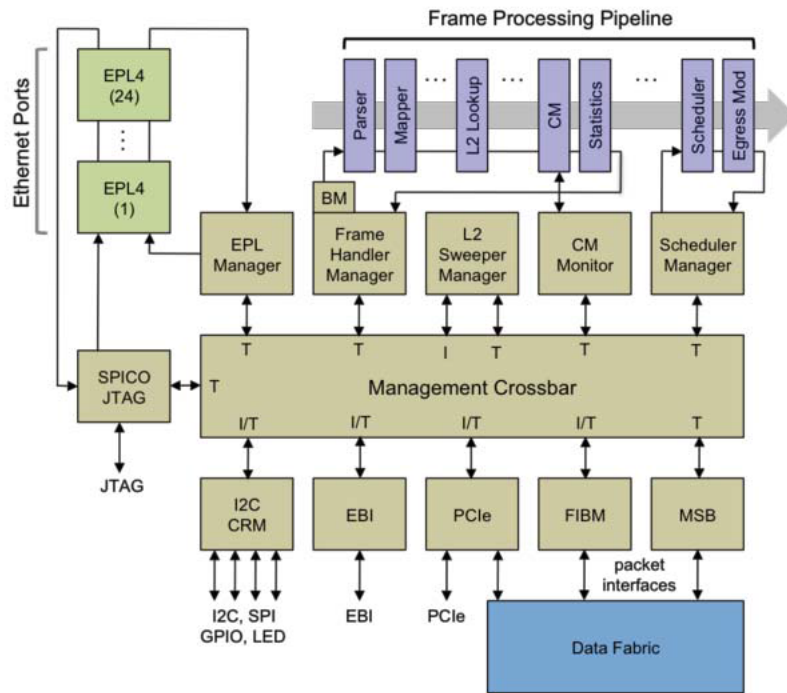 Frame Processing Pipeline
Ethernet Ports
EPL4
(24)
EPL4
(1)
Parser
Mapper
...
L2 Lookup
...
CM
Statistics
...
Scheduler
Egress Mod
BM
EPL
Manager
Frame
Handler
Manager
L2
Sweeper
Manager
CM
Monitor
Scheduler
Manager
SPICO
JTAG
T
T
T
I
T
T
T
Management Crossbar
I/T
I/T
I/T
I/T
T
JTAG
I2C
CRM
EBI
PCIe
FIBM
MSB
packet
interfaces
I2C, SPI
GPIO, LED
EBI
PCIe
Data Fabric